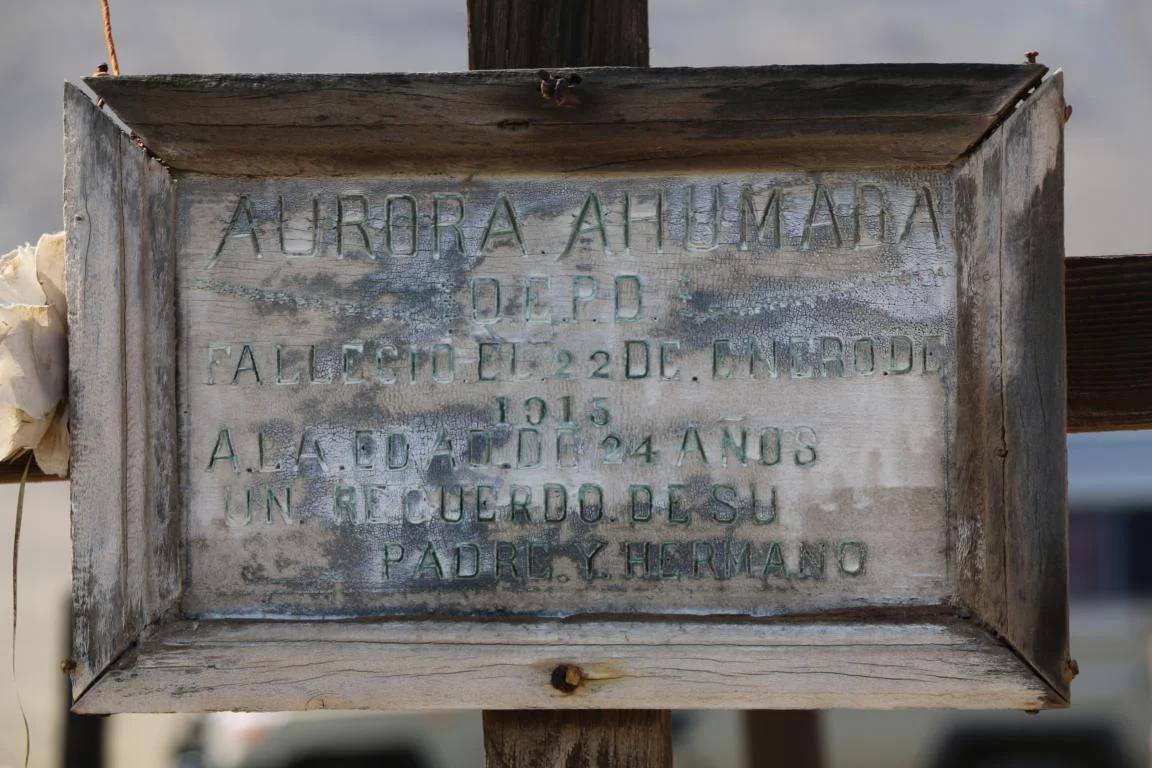 AURORA AHUMADA
Q.E.P.D.
FALLECIO.EL.22 DE.ENERO.DE
1915
A.LA.EDAD.DE 24 AÑOS
UN.RECUERDO.DE SU
PADRE.Y.HERMANO